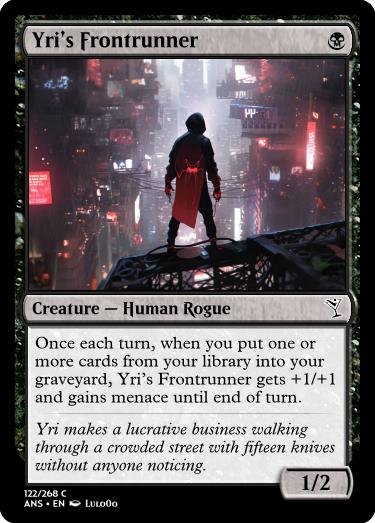 Yri's Frontrunner
Creature — Human Rogue
Once each turn, when you put one or
more cards from your library into your
graveyard, Yri's Frontrunner gets +1/+1
and gains menace until end of turn.
Yri makes a lucrative business walking
through a crowded street with fifteen knives
without anyone noticing.
1/2
122/268 C
ANS • EN LuloOo